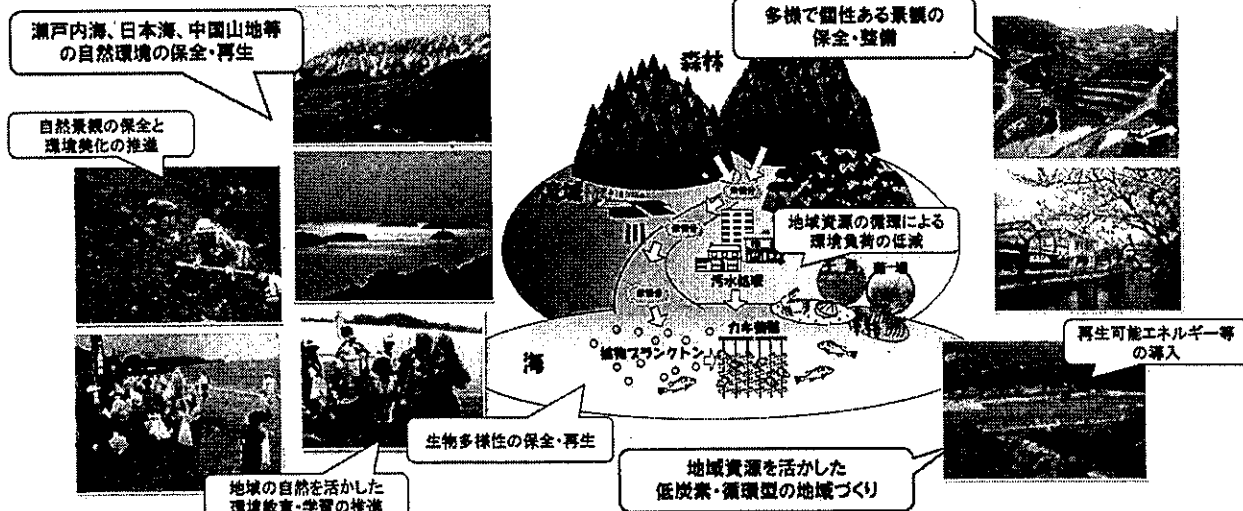 瀬戸内海、日本海、中国山地等
の自然環境の保全・再生
多様で個性ある景観の
保全・整備
森林
自然景観の保全と
環境美化の推進
地域資源の循環による
環境負荷の低減
汚水処理
海
植物プランクトン
再生可能エネルギー等
の導入
生物多様性の保全・再生
地域資源を活かした
低炭素・循環型の地域づくり
地域の自然を活かした
環境教育・学習の推進